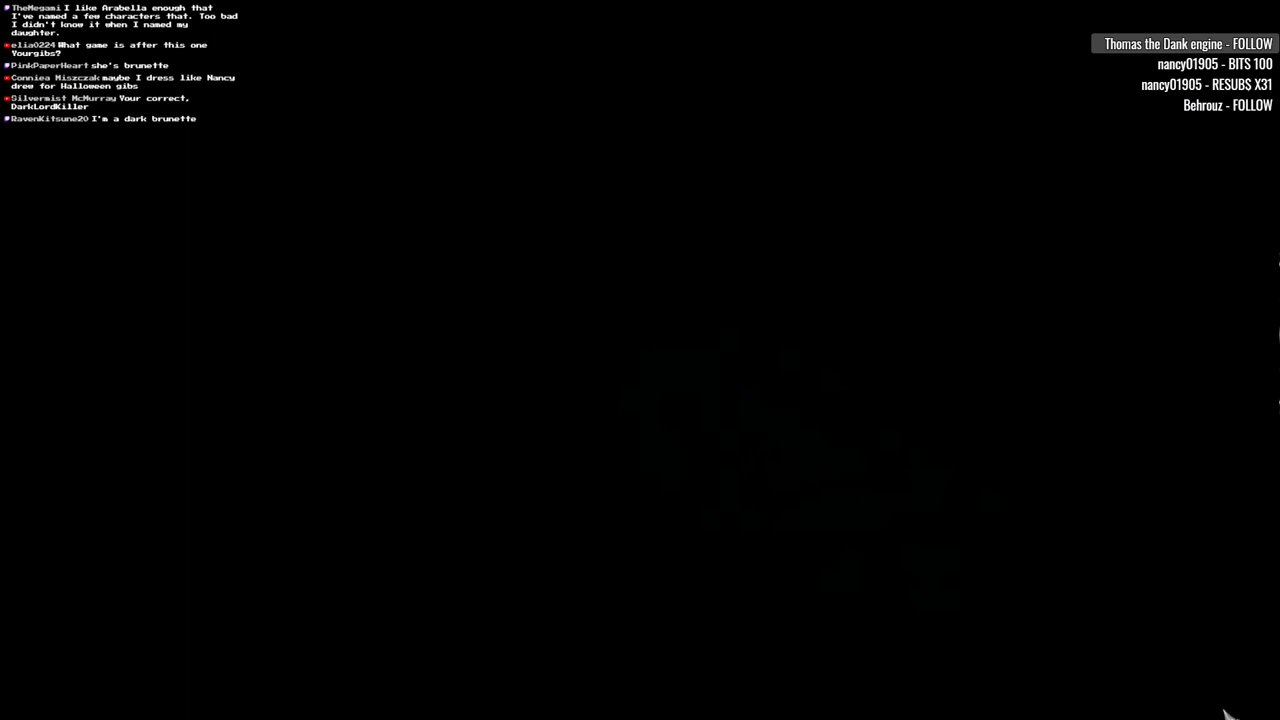 TheMegami I like Arabella enough that
I've named a few characters that. Too bad
I didn't know it when I named my
daughter.
elia0224 What game is after this one
Yourgibs?
PinkPaperHeart she's brunette
Conniea Miszczak maybe I dress like Nancy
drew for Halloween gibs
Silvermist McMurray Your correct,
DarkLordKiller
RavenKitsune20 I'm a dark brunette
Thomas the Dank engine - FOLLOW
nancy01905 - BITS 100
nancy01905 - RESUBS X31
Behrouz - FOLLOW